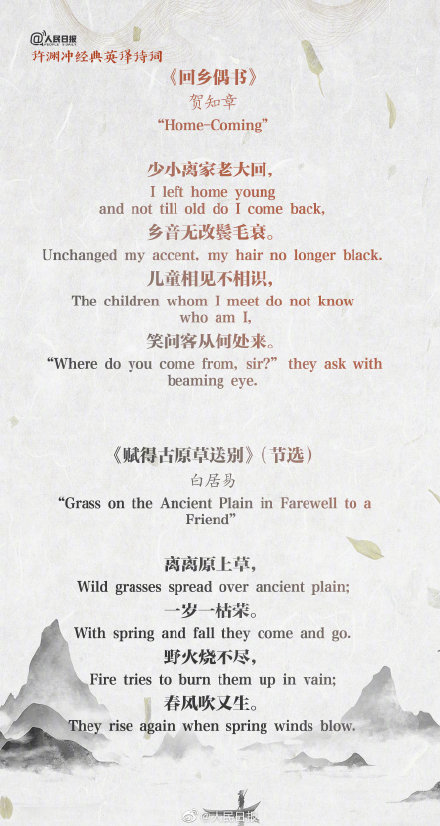 @人民日报
PEOPLE'S DAILY
许渊冲经典英译诗词
《回乡偶书》
贺知章
“Home-Coming”
少小离家老大回，
I left home young
and not till old do I come back,
乡音无改鬓毛衰。
Unchanged my accent, my hair no longer black.
儿童相见不相识，
The children whom I meet do not know
who am I,
笑问客从何处来。
“Where do you come from, sir?” they ask with
beaming eye.
《赋得古原草送别》（节选）
白居易
“Grass on the Ancient Plain in Farewell to a
Friend”
离离原上草，
Wild grasses spread over ancient plain;
一岁一枯荣。
With spring and fall they come and go.
野火烧不尽，
Fire tries to burn them up in vain;
春风吹又生。
They rise again when spring winds blow.
@人民日报